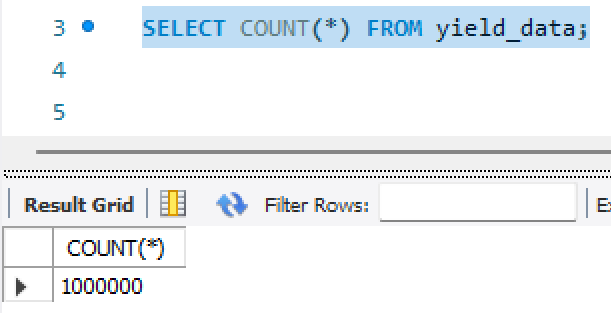 3 SELECT COUNT(*) FROM yield_data;
4
5
Result Grid Filter Rows:
COUNT(*)
1000000